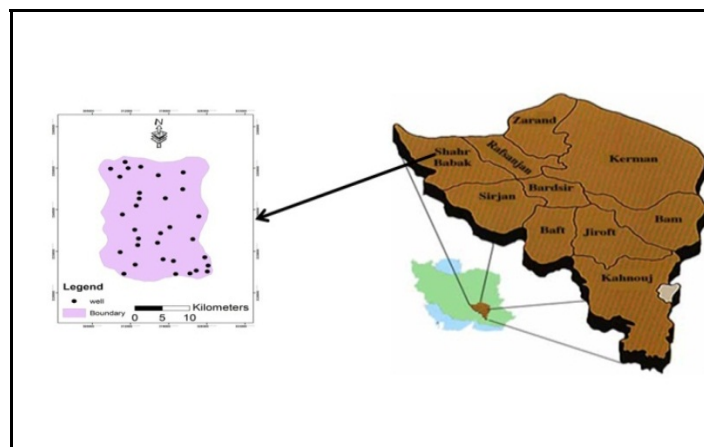 N
Legend
well
Boundary
Kilometers
0 5 10
Zarand
Shahr
Babak
Rafsanjan
Kerman
Sirjan
Bardsir
Bam
Baft
Jiroft
Kahnouj